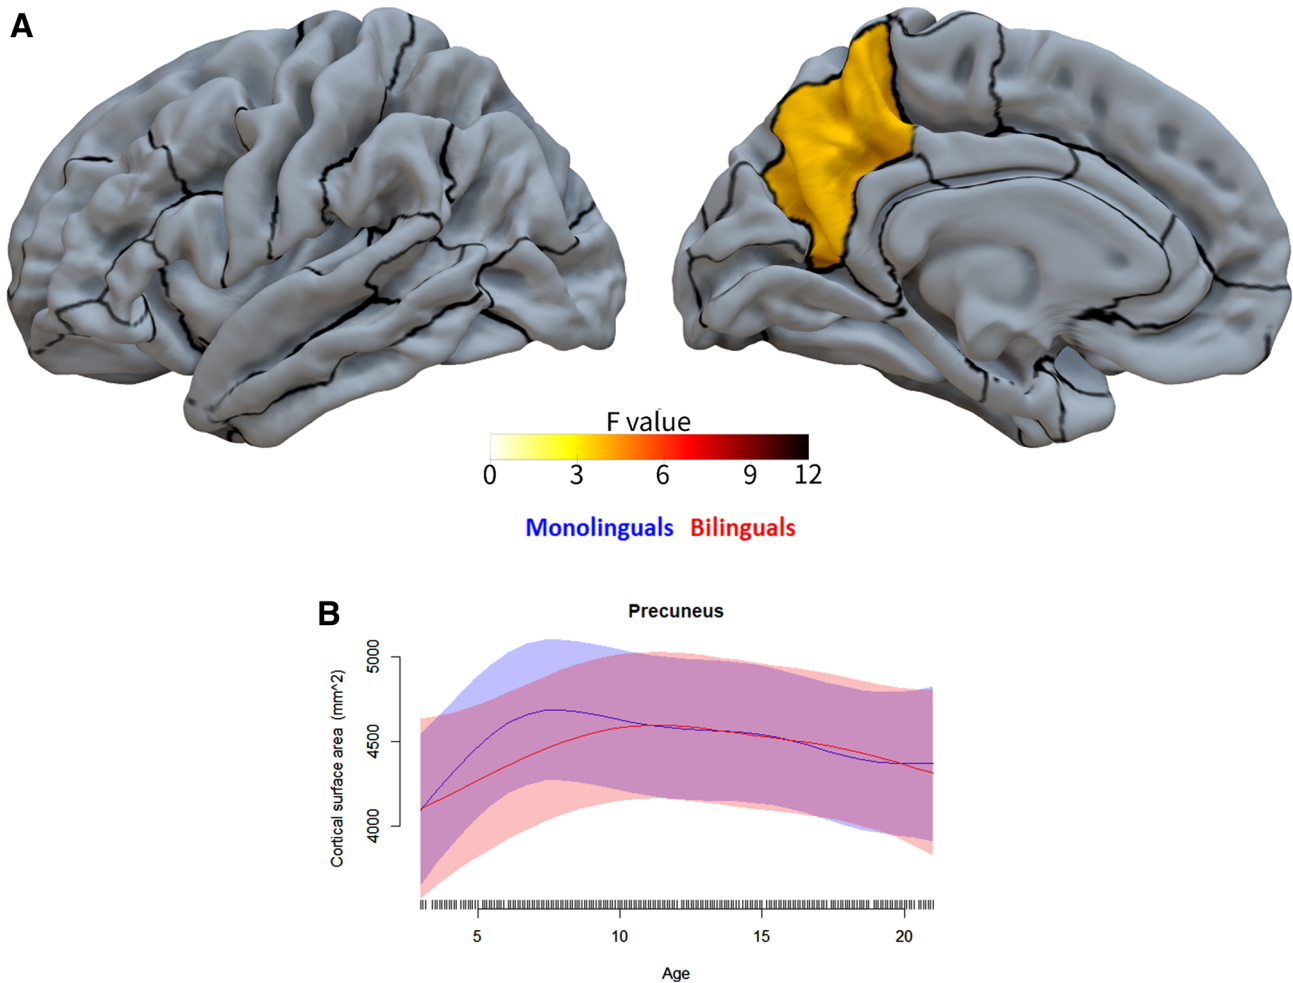 A
F value
0 3 6 9 12
Monolinguals Bilinguals
B
Precuneus
Cortical surface area (mm^2)
5000
4500
4000
5 10 15 20
Age